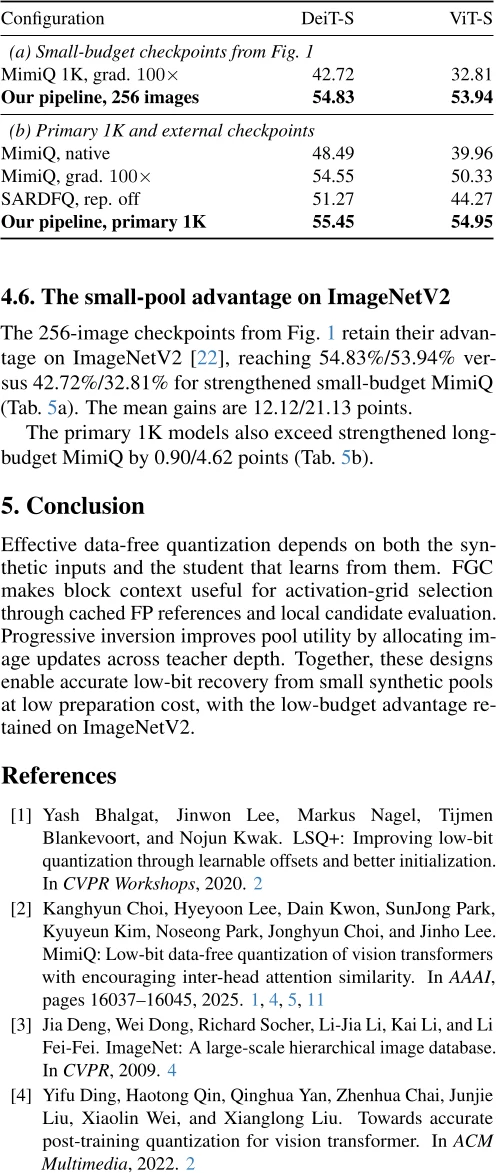 Configuration DeiT-S ViT-S
(a) Small-budget checkpoints from Fig. 1
MimiQ 1K, grad. 100× 42.72 32.81
Our pipeline, 256 images 54.83 53.94
(b) Primary 1K and external checkpoints
MimiQ, native 48.49 39.96
MimiQ, grad. 100× 54.55 50.33
SARDFQ, rep. off 51.27 44.27
Our pipeline, primary 1K 55.45 54.95
4.6. The small-pool advantage on ImageNetV2
The 256-image checkpoints from Fig. 1 retain their advan-
tage on ImageNetV2 [22], reaching 54.83%/53.94% ver-
sus 42.72%/32.81% for strengthened small-budget MimiQ
(Tab. 5a). The mean gains are 12.12/21.13 points.
The primary 1K models also exceed strengthened long-
budget MimiQ by 0.90/4.62 points (Tab. 5b).
5. Conclusion
Effective data-free quantization depends on both the syn-
thetic inputs and the student that learns from them. FGC
makes block context useful for activation-grid selection
through cached FP references and local candidate evaluation.
Progressive inversion improves pool utility by allocating im-
age updates across teacher depth. Together, these designs
enable accurate low-bit recovery from small synthetic pools
at low preparation cost, with the low-budget advantage re-
tained on ImageNetV2.
References
[1] Yash Bhalgat, Jinwon Lee, Markus Nagel, Tijmen
Blankevoort, and Nojun Kwak. LSQ+: Improving low-bit
quantization through learnable offsets and better initialization.
In CVPR Workshops, 2020. 2
[2] Kanghyun Choi, Hyeyoon Lee, Dain Kwon, SunJong Park,
Kyuyeun Kim, Noseong Park, Jonghyun Choi, and Jinho Lee.
MimiQ: Low-bit data-free quantization of vision transformers
with encouraging inter-head attention similarity. In AAAI,
pages 16037–16045, 2025. 1, 4, 5, 11
[3] Jia Deng, Wei Dong, Richard Socher, Li-Jia Li, Kai Li, and Li
Fei-Fei. ImageNet: A large-scale hierarchical image database.
In CVPR, 2009. 4
[4] Yifu Ding, Haotong Qin, Qinghua Yan, Zhenhua Chai, Junjie
Liu, Xiaolin Wei, and Xianglong Liu. Towards accurate
post-training quantization for vision transformer. In ACM
Multimedia, 2022. 2